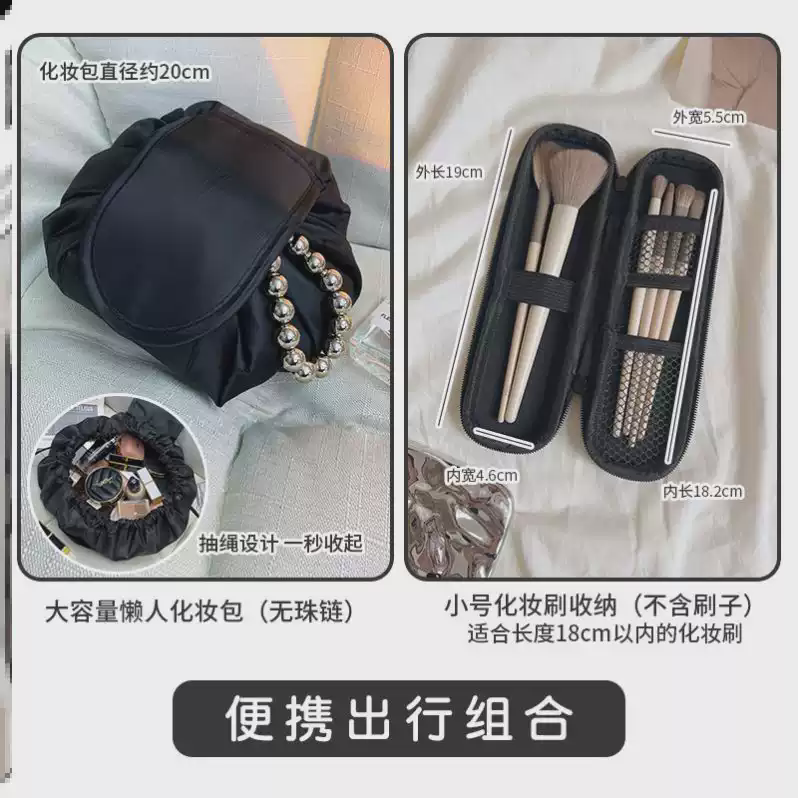 化妆包直径约20cm
抽绳设计 一秒收起
大容量懒人化妆包（无珠链）
外宽5.5cm
外长19cm
内宽4.6cm
内长18.2cm
小号化妆刷收纳（不含刷子）
适合长度18cm以内的化妆刷
便携出行组合